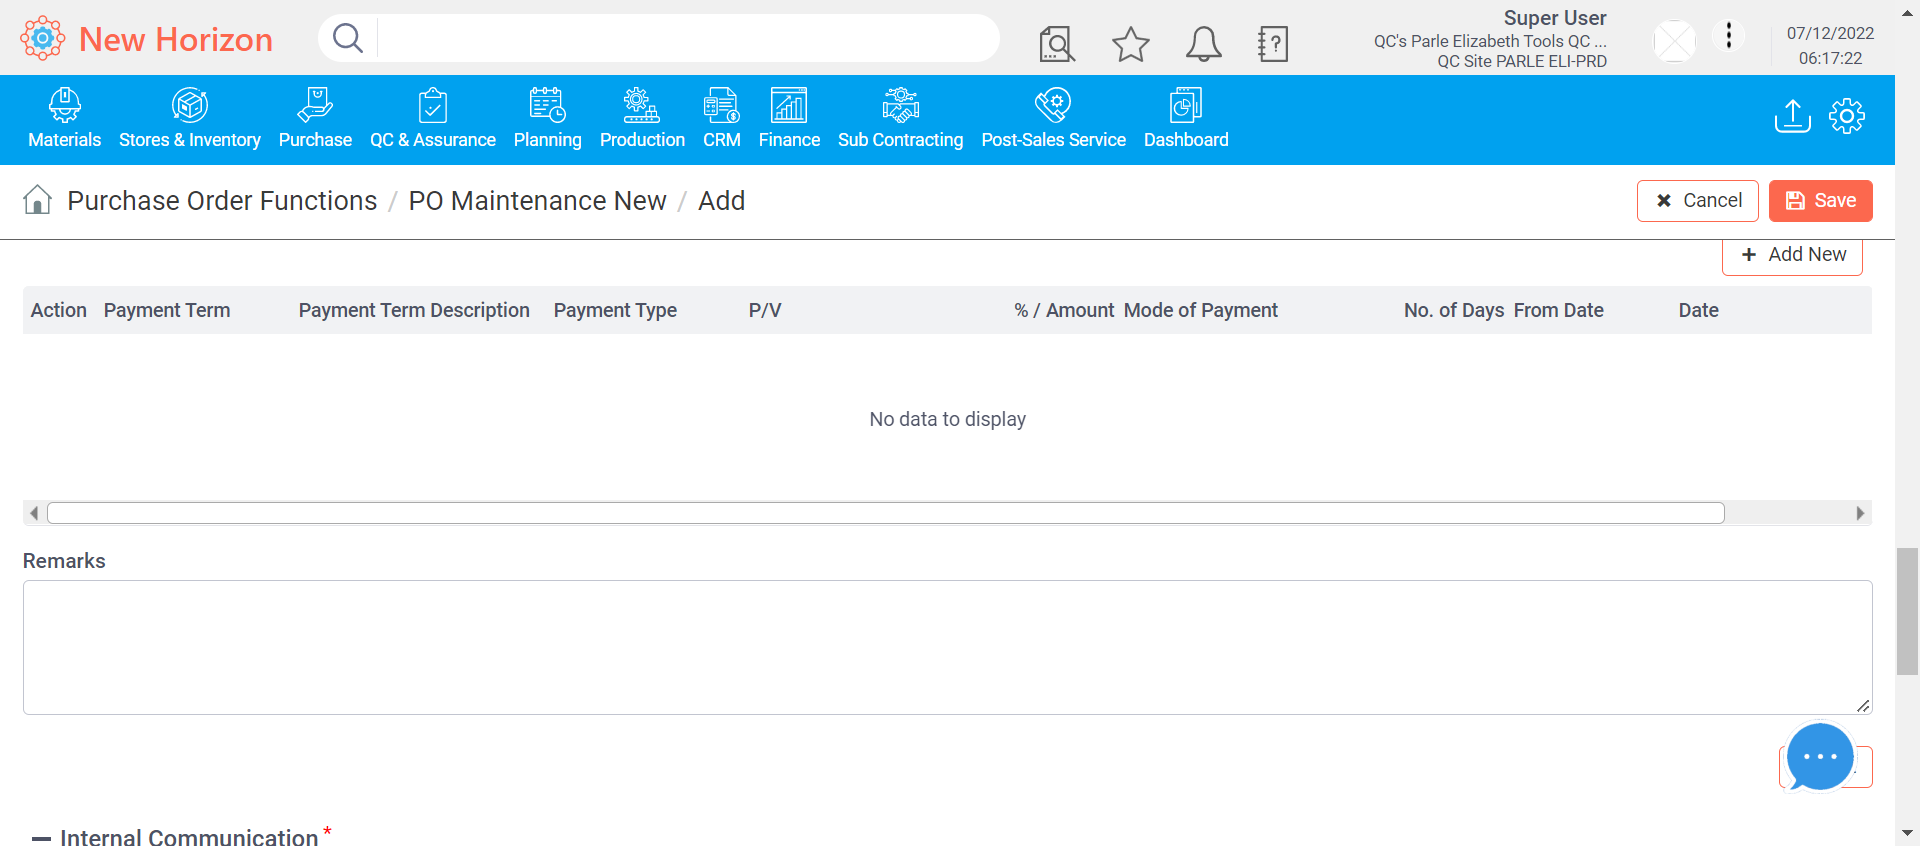 New Horizon
Super User
QC's Parle Elizabeth Tools QC ...
QC Site PARLE ELI-PRD
07/12/2022
06:17:22
Materials Stores & Inventory Purchase QC & Assurance Planning Production CRM Finance Sub Contracting Post-Sales Service Dashboard
Purchase Order Functions / PO Maintenance New / Add
Cancel Save
Add New
Action Payment Term Payment Term Description Payment Type P/V % / Amount Mode of Payment No. of Days From Date Date
No data to display
Remarks
Internal Communication *